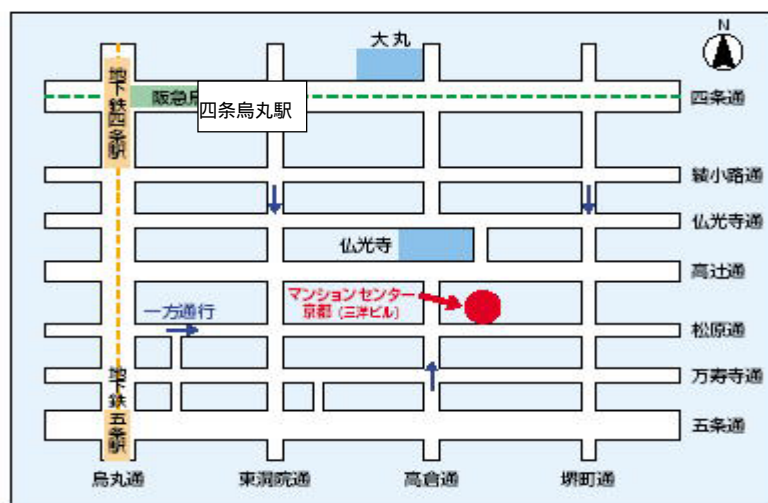 大丸
N
地下鉄四条駅
阪急
四条烏丸駅
四条通
綾小路通
仏光寺通
仏光寺
高辻通
マンションセンター
京都（三洋ビル）
一方通行
松原通
地下鉄
五条駅
万寿寺通
五条通
烏丸通
東洞院通
高倉通
堺町通